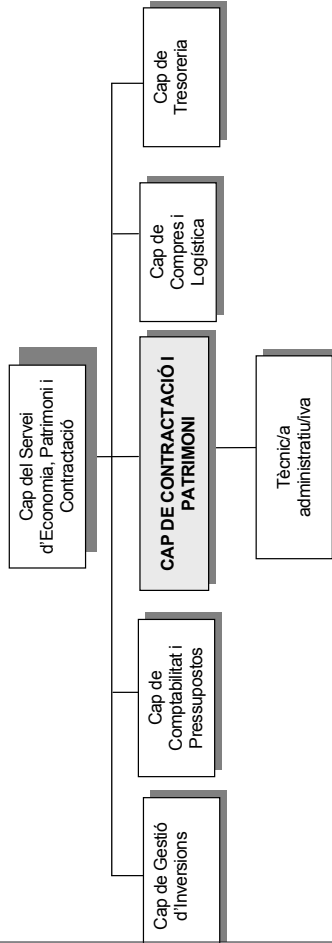 Cap del Servei
d'Economia, Patrimoni i
Contractació
Cap de Gestió
d'Inversions
Cap de
Comptabilitat i
Pressupostos
CAP DE CONTRACTACIÓ I
PATRIMONI
Cap de
Compres i
Logística
Cap de
Tresoreria
Tècnic/a
administratiu/iva